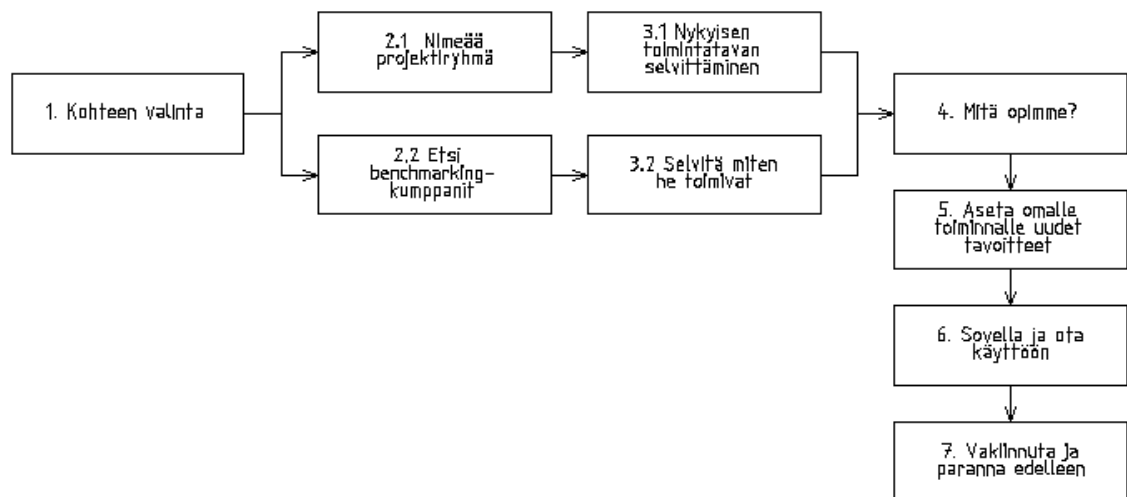 1. Kohteen valinta
2.1 Nimeää
projektiryhmä
3.1 Nykyisen
toimintatavan
selvittäminen
2.2 Etsi
benchmarking-
kumppanit
3.2 Selvitä miten
he toimivat
4. Mitä opimme?
5. Aseta omalle
toiminnalle uudet
tavoitteet
6. Sovella ja ota
käyttöön
7. Vakiinnuta ja
paranna edelleen